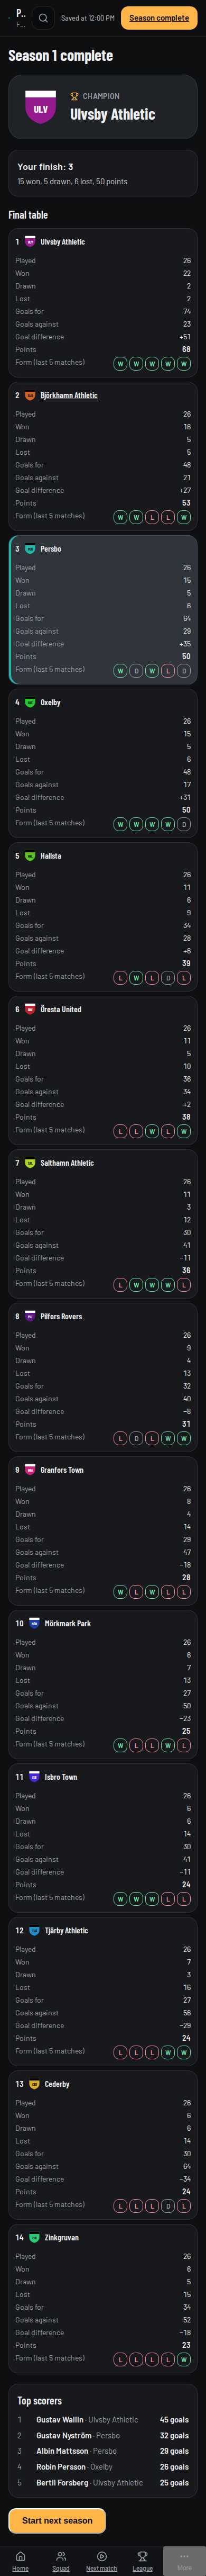 P..
F...
Saved at 12:00 PM
Season complete
Season 1 complete
ULV
CHAMPION
Ulvsby Athletic
Your finish: 3
15 won, 5 drawn, 6 lost, 50 points
Final table
1 Ulvsby Athletic
Played 26
Won 22
Drawn 2
Lost 2
Goals for 74
Goals against 23
Goal difference +51
Points 68
Form (last 5 matches) W W W W W
2 Björkhamn Athletic
Played 26
Won 16
Drawn 5
Lost 5
Goals for 48
Goals against 21
Goal difference +27
Points 53
Form (last 5 matches) W W L L W
3 Persbo
Played 26
Won 15
Drawn 5
Lost 6
Goals for 64
Goals against 29
Goal difference +35
Points 50
Form (last 5 matches) W D W L D
4 Oxelby
Played 26
Won 15
Drawn 5
Lost 6
Goals for 48
Goals against 17
Goal difference +31
Points 50
Form (last 5 matches) W W W W D
5 Hallsta
Played 26
Won 11
Drawn 6
Lost 9
Goals for 34
Goals against 28
Goal difference +6
Points 39
Form (last 5 matches) L W L D L
6 Öresta United
Played 26
Won 11
Drawn 5
Lost 10
Goals for 36
Goals against 34
Goal difference +2
Points 38
Form (last 5 matches) L L W L W
7 Salthamn Athletic
Played 26
Won 11
Drawn 3
Lost 12
Goals for 30
Goals against 41
Goal difference −11
Points 36
Form (last 5 matches) L W W W L
8 Pilfors Rovers
Played 26
Won 9
Drawn 4
Lost 13
Goals for 32
Goals against 40
Goal difference −8
Points 31
Form (last 5 matches) L D L W W
9 Granfors Town
Played 26
Won 8
Drawn 4
Lost 14
Goals for 29
Goals against 47
Goal difference −18
Points 28
Form (last 5 matches) W L W L L
10 Mörkmark Park
Played 26
Won 6
Drawn 7
Lost 13
Goals for 27
Goals against 50
Goal difference −23
Points 25
Form (last 5 matches) W L L W L
11 Isbro Town
Played 26
Won 6
Drawn 6
Lost 14
Goals for 30
Goals against 41
Goal difference −11
Points 24
Form (last 5 matches) W W W L L
12 Tjärby Athletic
Played 26
Won 7
Drawn 3
Lost 16
Goals for 27
Goals against 56
Goal difference −29
Points 24
Form (last 5 matches) L L L W W
13 Cederby
Played 26
Won 6
Drawn 6
Lost 14
Goals for 30
Goals against 64
Goal difference −34
Points 24
Form (last 5 matches) L L L D L
14 Zinkgruvan
Played 26
Won 6
Drawn 5
Lost 15
Goals for 34
Goals against 52
Goal difference −18
Points 23
Form (last 5 matches) L L L L W
Top scorers
1 Gustav Wallin · Ulvsby Athletic 45 goals
2 Gustav Nyström · Persbo 32 goals
3 Albin Mattsson · Persbo 29 goals
4 Robin Persson · Oxelby 26 goals
5 Bertil Forsberg · Ulvsby Athletic 25 goals
Start next season
Home Squad Next match League More